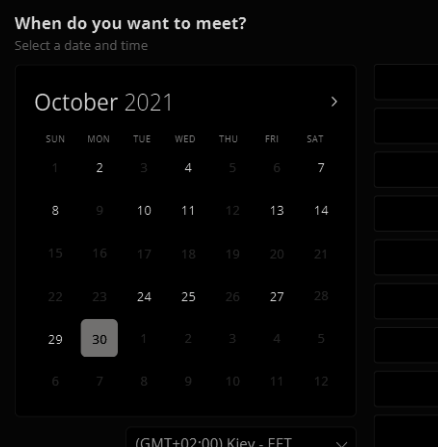 When do you want to meet?
Select a date and time
October 2021
SUN MON TUE WED THU FRI SAT
1 2 3 4 5 6 7
8 9 10 11 12 13 14
15 16 17 18 19 20 21
22 23 24 25 26 27 28
29 30 1 2 3 4 5
6 7 8 9 10 11 12
(GMT+02:00) Kiev - EET